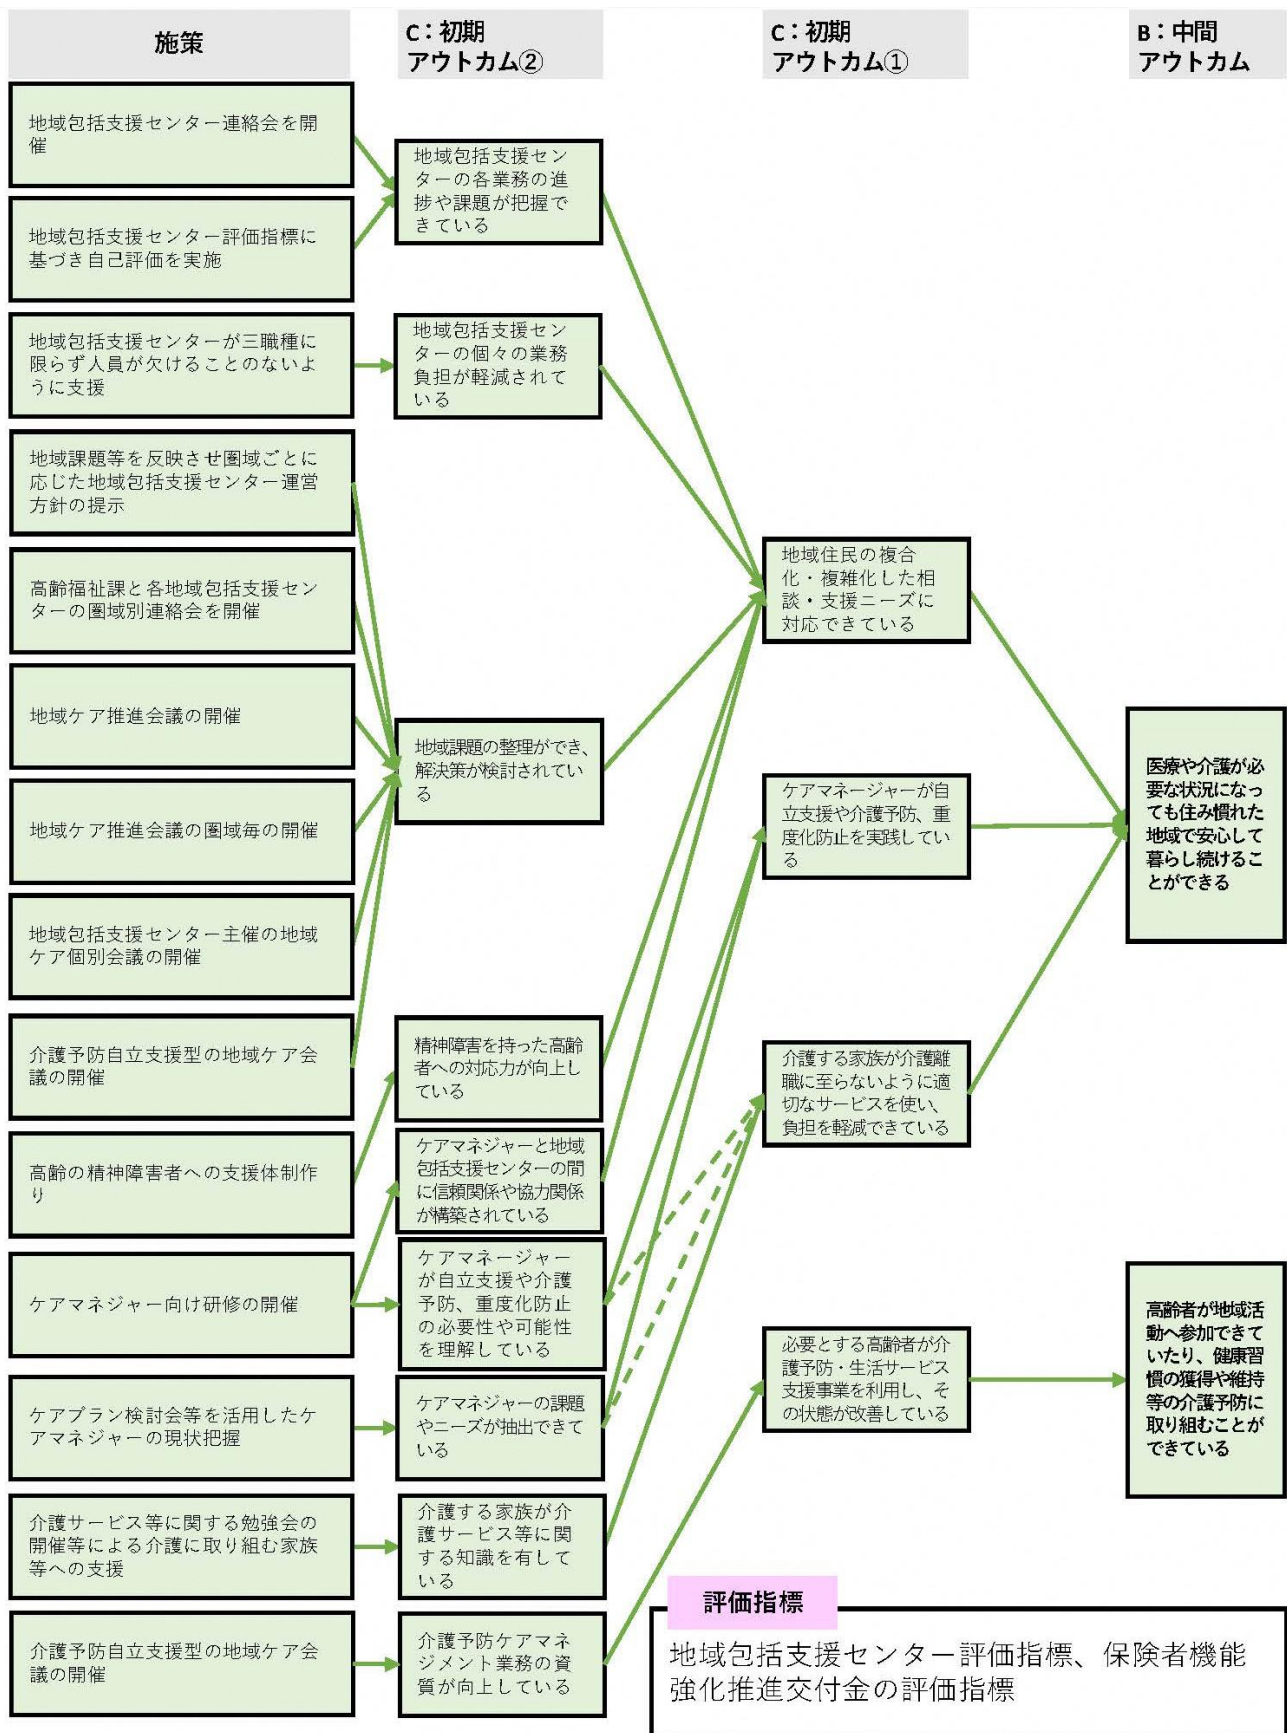 施策
C：初期
アウトカム②
C：初期
アウトカム①
B：中間
アウトカム
地域包括支援センター連絡会を開
催
地域包括支援センター評価指標に
基づき自己評価を実施
地域包括支援センターが三職種に
限らず人員が欠けることのないよ
うに支援
地域課題等を反映させ圏域ごとに
応じた地域包括支援センター運営
方針の提示
高齢福祉課と各地域包括支援セン
ターの圏域別連絡会を開催
地域ケア推進会議の開催
地域ケア推進会議の圏域毎の開催
地域包括支援センター主催の地域
ケア個別会議の開催
介護予防自立支援型の地域ケア会
議の開催
高齢の精神障害者への支援体制作
り
ケアマネジャー向け研修の開催
ケアプラン検討会等を活用したケ
アマネジャーの現状把握
介護サービス等に関する勉強会の
開催等による介護に取り組む家族
等への支援
介護予防自立支援型の地域ケア会
議の開催
地域包括支援セン
ターの各業務の進
捗や課題が把握で
きている
地域包括支援セン
ターの個々の業務
負担が軽減されて
いる
地域課題の整理ができ、
解決策が検討されてい
る
精神障害を持った高齢
者への対応力が向上し
ている
ケアマネジャーと地域
包括支援センターの間
に信頼関係や協力関係
が構築されている
ケアマネージャー
が自立支援や介護
予防、重度化防止
の必要性や可能性
を理解している
ケアマネジャーの課題
やニーズが抽出できて
いる
介護する家族が介
護サービス等に関
する知識を有して
いる
介護予防ケアマネ
ジメント業務の資
質が向上している
地域住民の複合
化・複雑化した相
談・支援ニーズに
対応できている
ケアマネージャーが自
立支援や介護予防、重
度化防止を実践してい
る
介護する家族が介護離
職に至らないように適
切なサービスを使い、
負担を軽減できている
必要とする高齢者が介
護予防・生活サービス
支援事業を利用し、そ
の状態が改善している
医療や介護が必
要な状況になっ
ても住み慣れた
地域で安心して
暮らし続けるこ
とができる
高齢者が地域活
動へ参加できて
いたり、健康習
慣の獲得や維持
等の介護予防に
取り組むことが
できている
評価指標
地域包括支援センター評価指標、保険者機能
強化推進交付金の評価指標